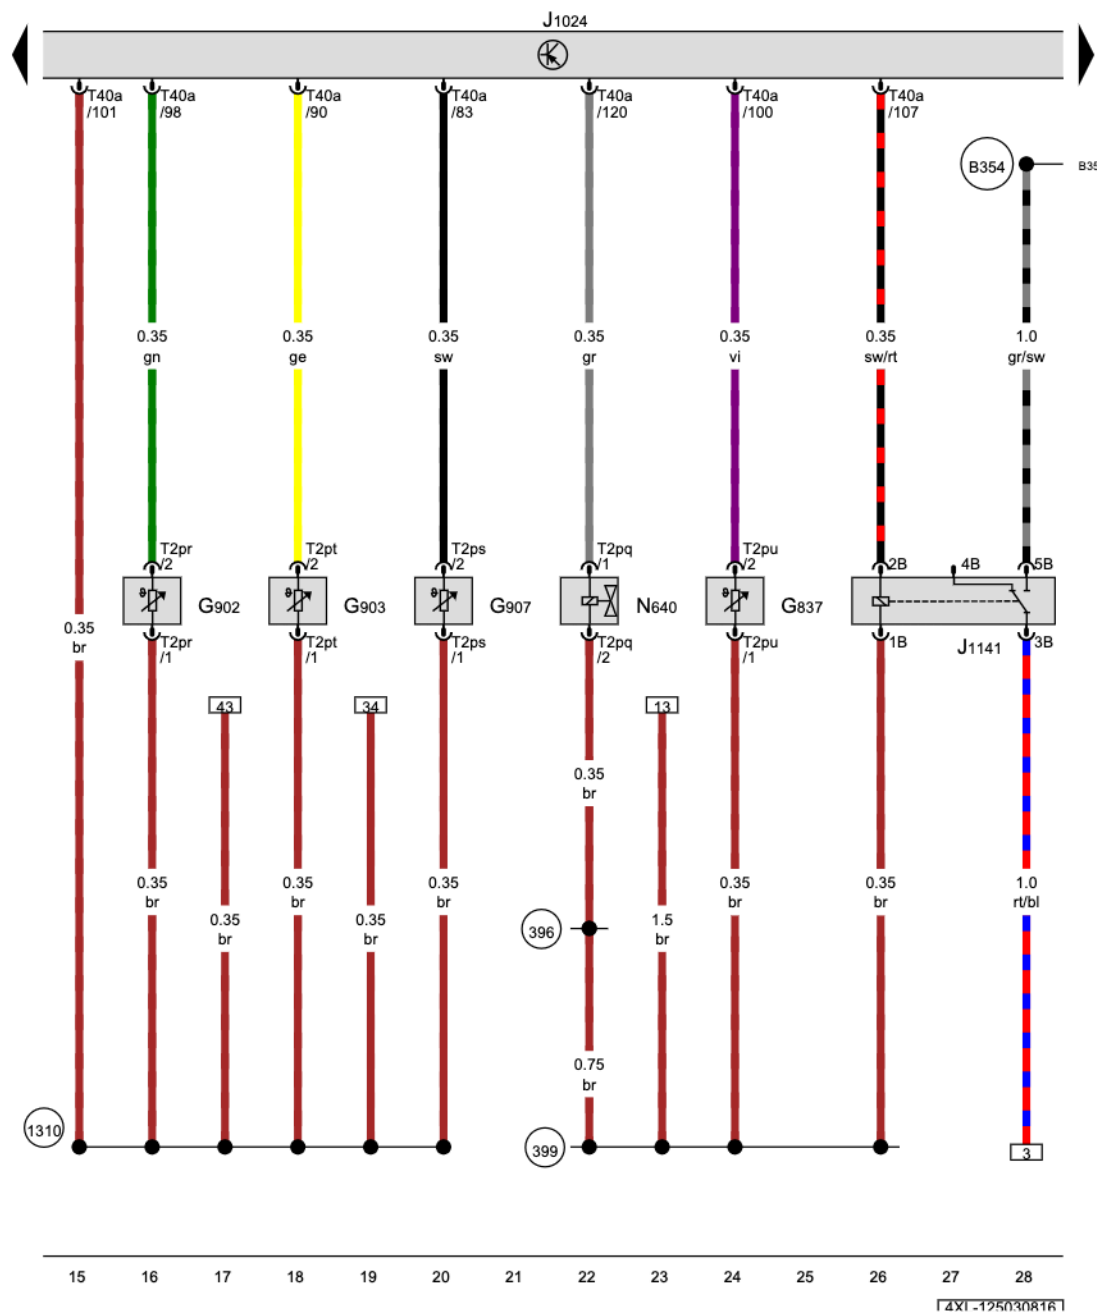 J1024
T40a
/101
T40a
/98
T40a
/90
T40a
/83
T40a
/120
T40a
/100
T40a
/107
B354
0.35
gn
0.35
ge
0.35
sw
0.35
gr
0.35
vi
0.35
sw/rt
1.0
gr/sw
T2pr
/2
T2pt
/2
T2ps
/2
T2pq
/1
T2pu
/2
2B
4B
5B
G902
G903
G907
N640
G837
0.35
br
T2pr
/1
T2pt
/1
T2ps
/1
T2pq
/2
T2pu
/1
1B
J1141
3B
43
34
13
0.35
br
0.35
br
0.35
br
0.35
br
0.35
br
0.35
br
1.0
rt/bl
0.35
br
0.35
br
1.5
br
396
0.75
br
1310
399
3
15 16 17 18 19 20 21 22 23 24 25 26 27 28
4XL-125030816